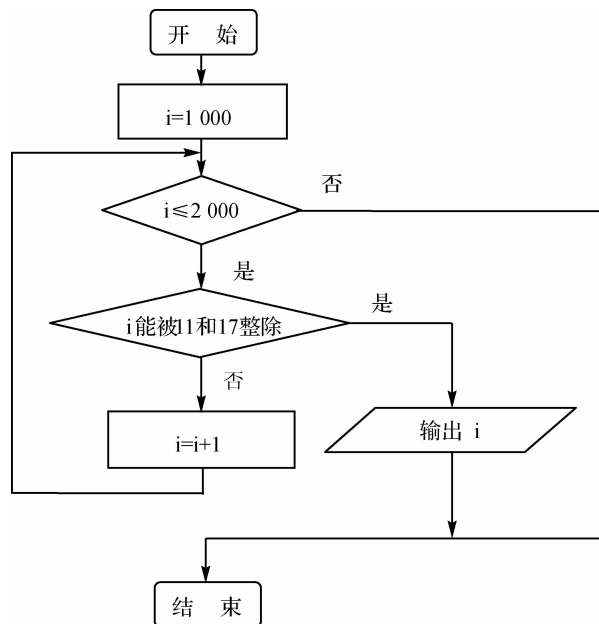 开 始
i=1 000
否
i≤2 000
是
是
i能被11和17整除
否
i=i+1
输出 i
结 束